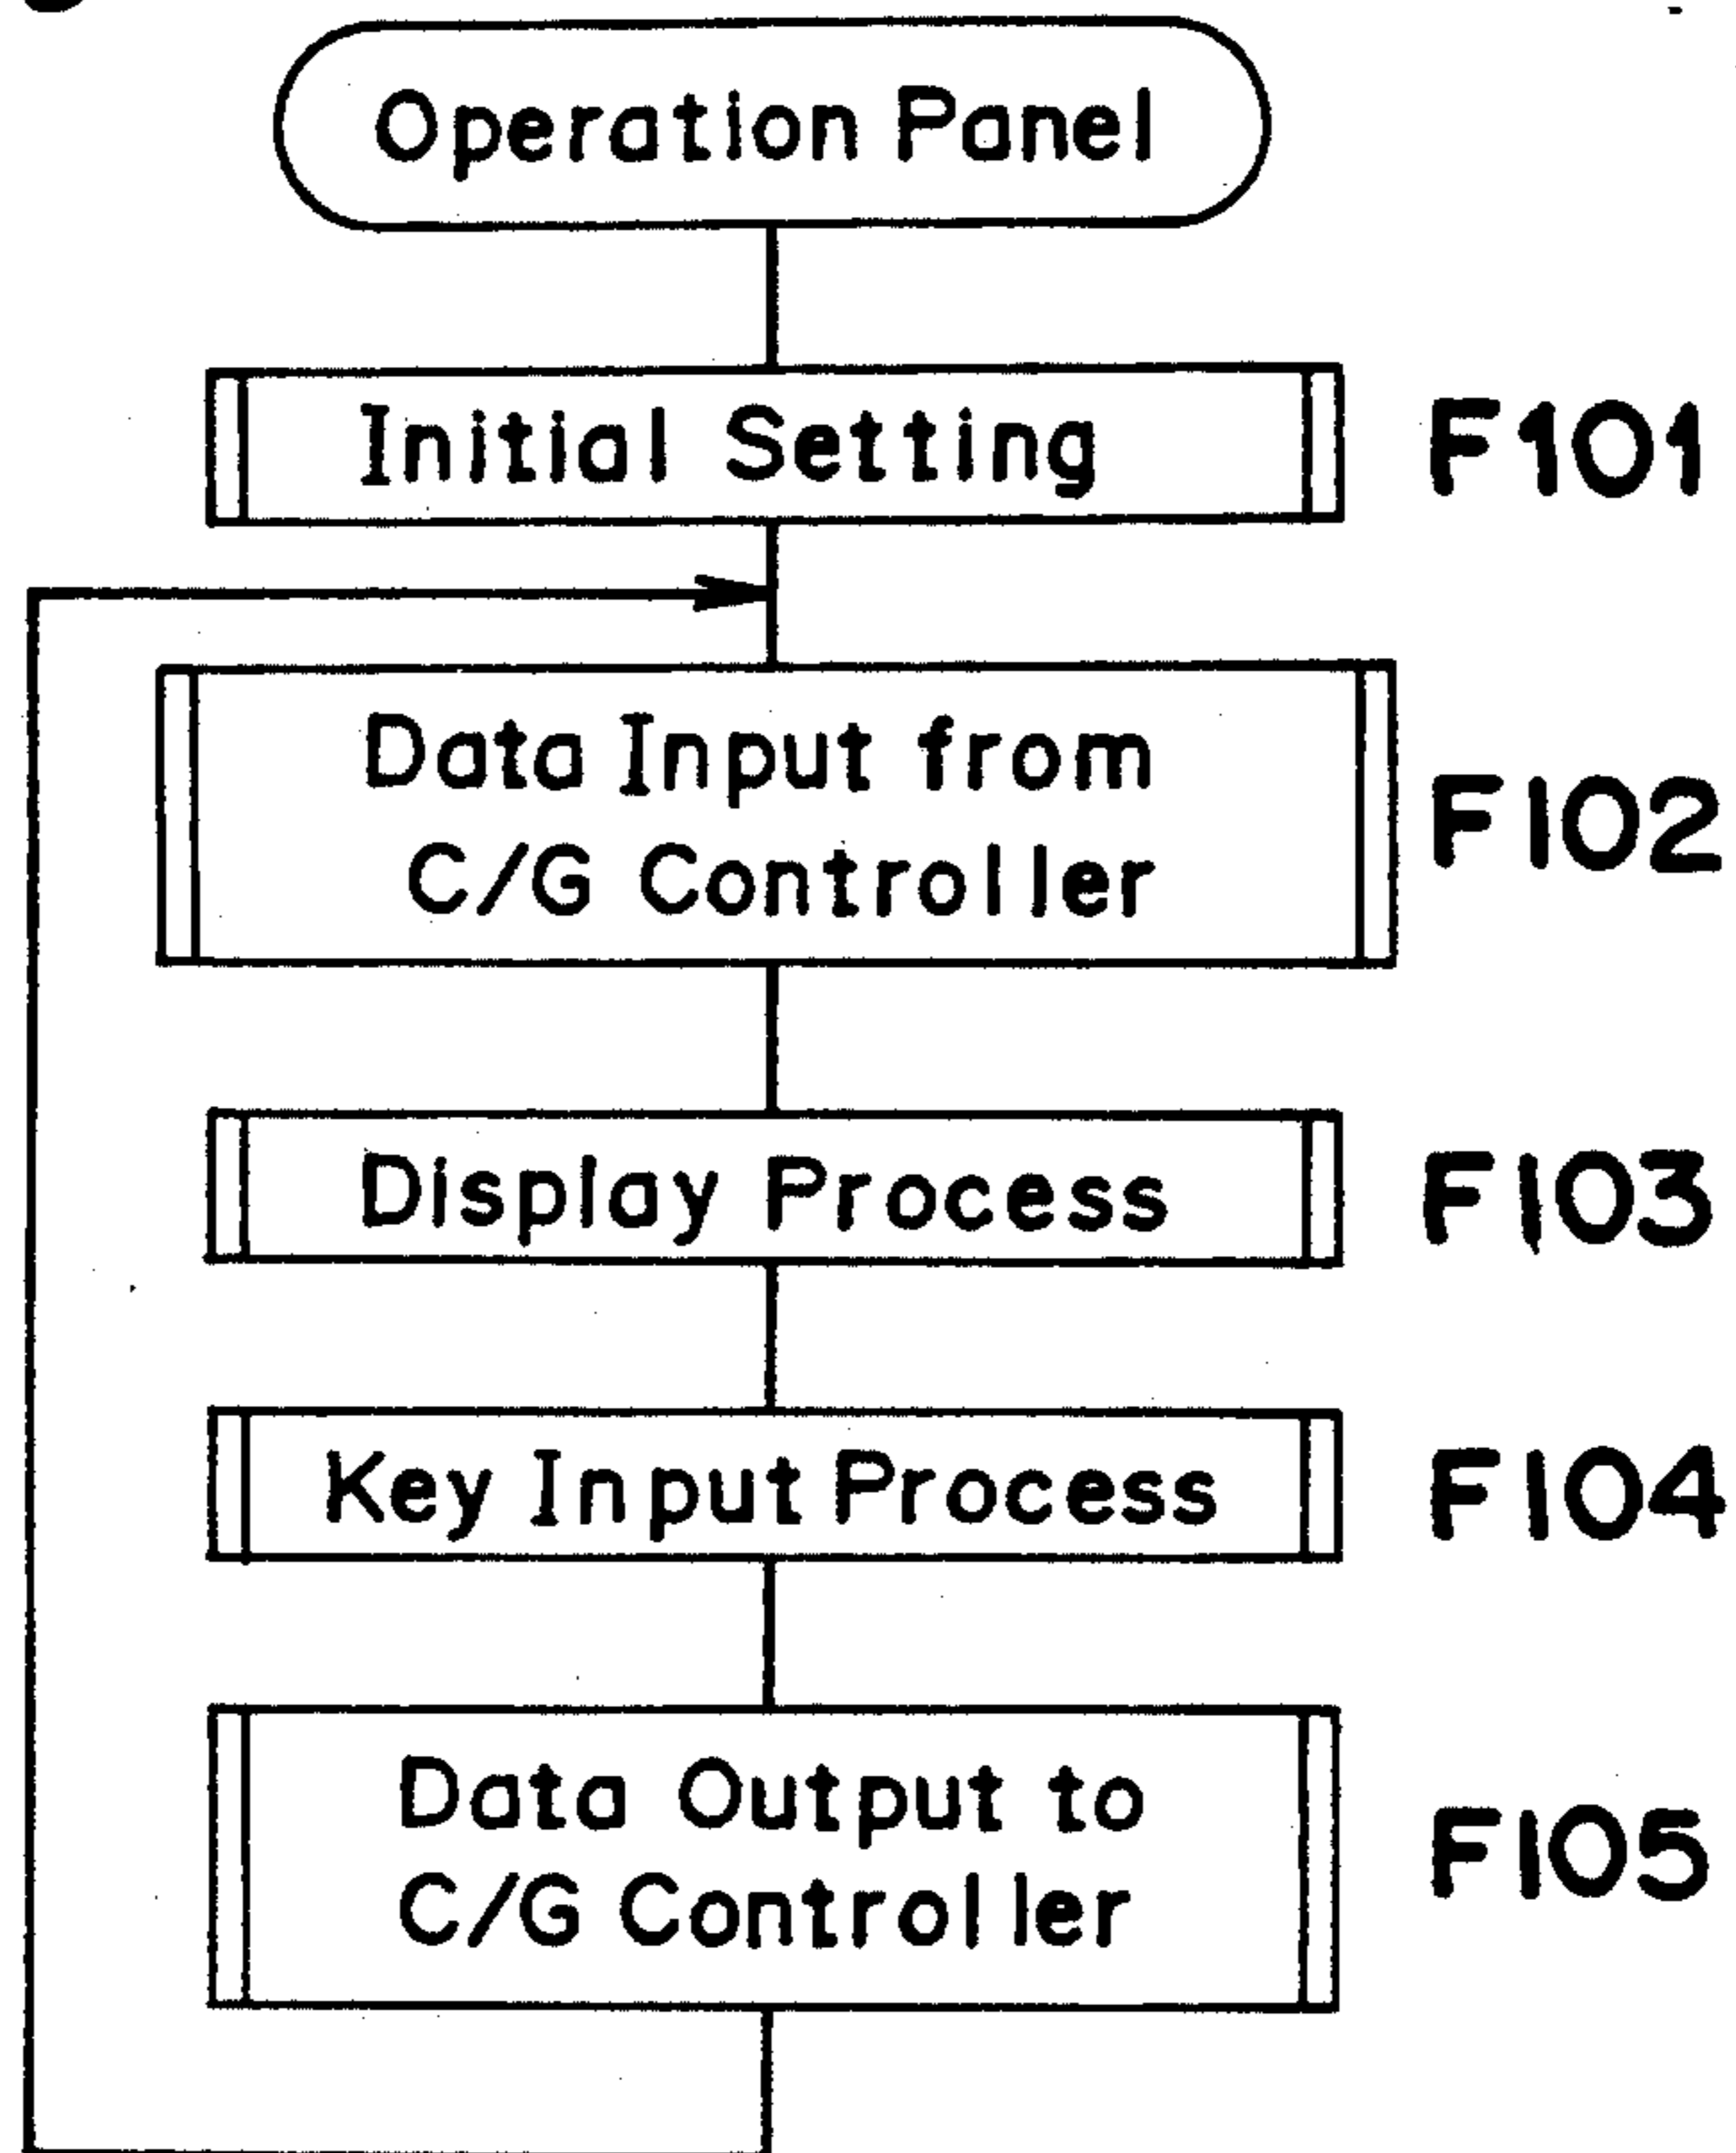 Operation Panel
Initial Setting
F101
Data Input from
C/G Controller
F102
Display Process
F103
Key Input Process
F104
Data Output to
C/G Controller
F105